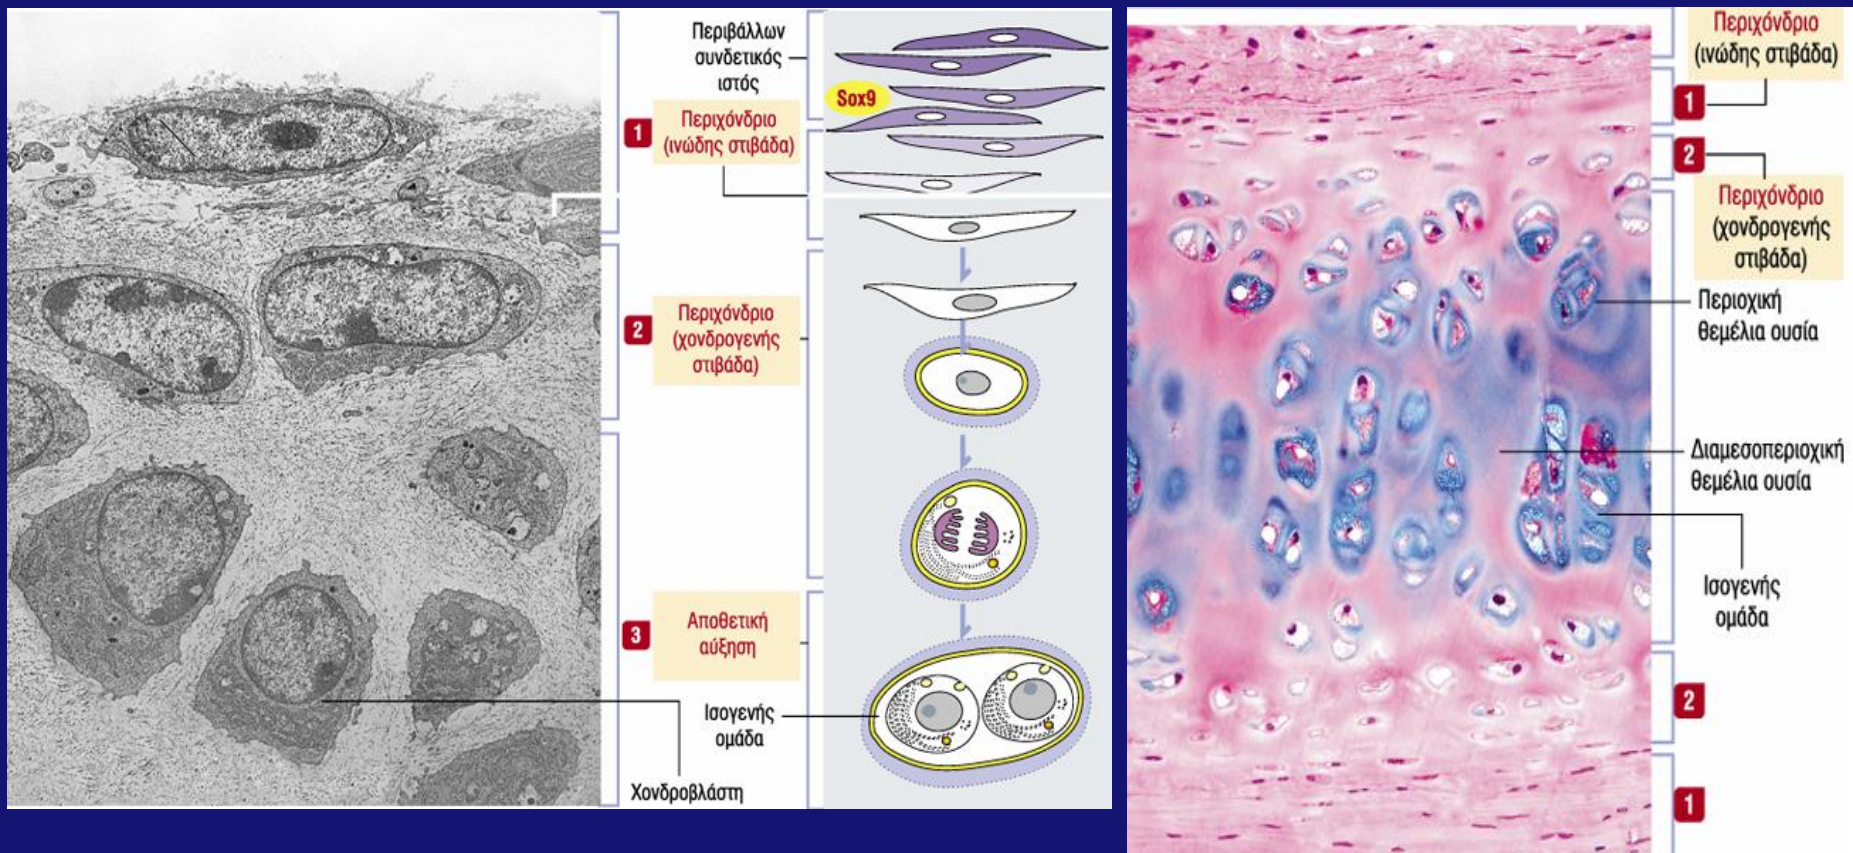 Περιβάλλων
συνδετικός
ιστός
Sox9
1
Περιχόνδριο
(ινώδης στιβάδα)
2
Περιχόνδριο
(χονδρογενής
στιβάδα)
3
Αποθετική
αύξηση
Ισογενής
ομάδα
Χονδροβλάστη
Περιχόνδριο
(ινώδης στιβάδα)
1
2
Περιχόνδριο
(χονδρογενής
στιβάδα)
Περιοχική
θεμέλια ουσία
Διαμεσοπεριοχική
θεμέλια ουσία
Ισογενής
ομάδα
2
1